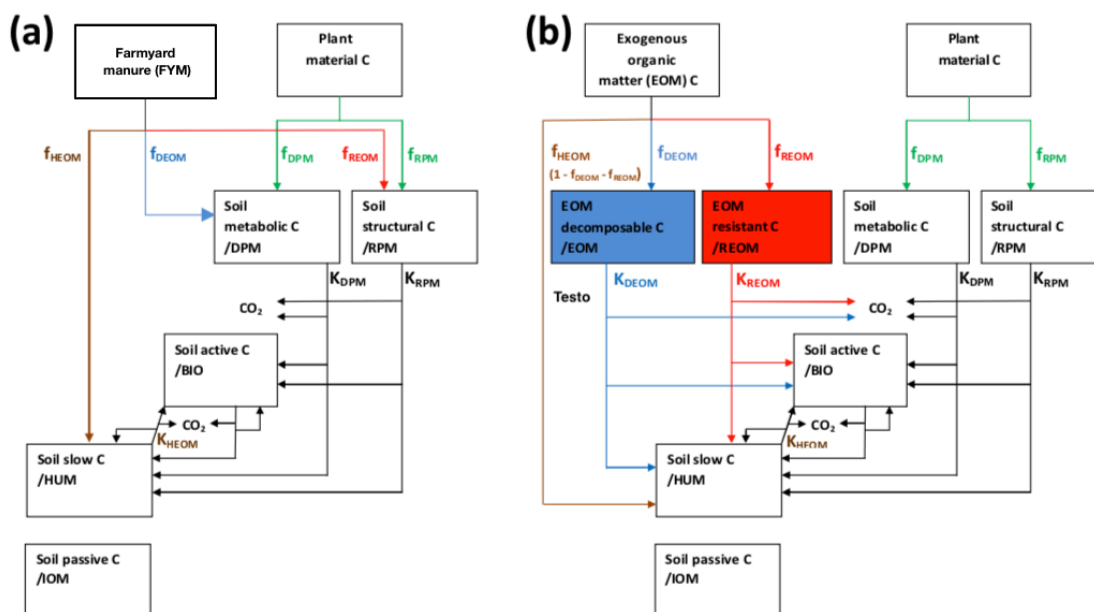 (a)
Farmyard
manure (FYM)
Plant
material C
fHEOM
fDEOM
fDPM
fREOM
fRPM
Soil
metabolic C
/DPM
Soil
structural C
/RPM
KDPM
KRPM
CO₂
Soil active C
/BIO
CO₂
KHEOM
Soil slow C
/HUM
Soil passive C
/IOM
(b)
Exogenous
organic
matter (EOM) C
Plant
material C
fHEOM
(1 - fDEOM - fREOM)
fDEOM
fREOM
fDPM
fRPM
EOM
decomposable C
/EOM
EOM
resistant C
/REOM
Soil
metabolic C
/DPM
Soil
structural C
/RPM
KDEOM
KREOM
KDPM
KRPM
Testo
CO₂
Soil active C
/BIO
CO₂
KHEOM
Soil slow C
/HUM
Soil passive C
/IOM